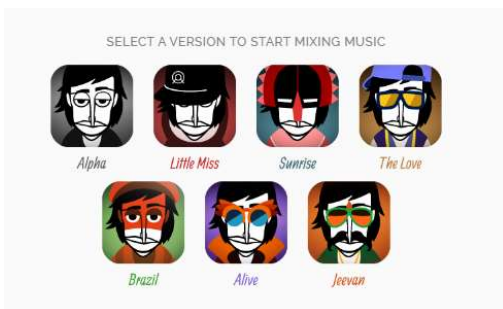 SELECT A VERSION TO START MIXING MUSIC
Alpha Little Miss Sunrise The Love
Brazil Alive Jeevan